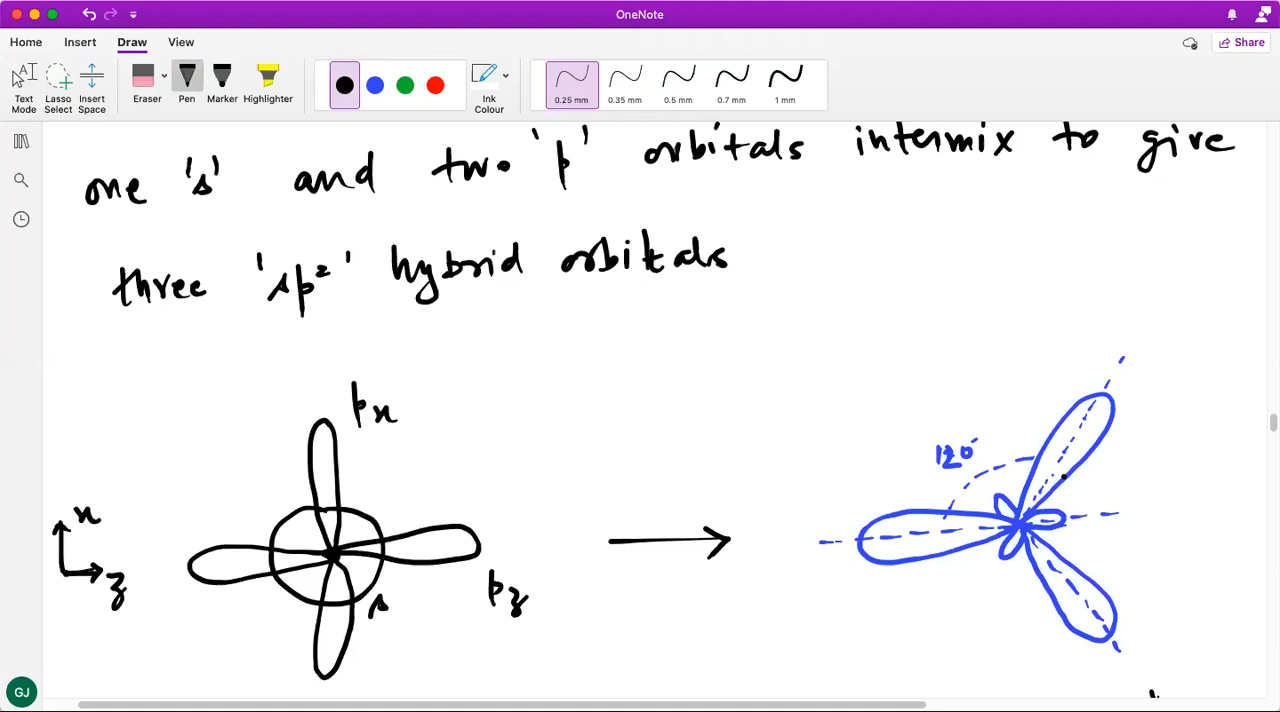 OneNote
Home Insert Draw View
Share
Text Mode
Lasso Select
Insert Space
Eraser
Pen
Marker
Highlighter
Ink Colour
0.25 mm
0.35 mm
0.5 mm
0.7 mm
1 mm
one 's' and two 'p' orbitals intermix to give
three 'sp²' hybrid orbitals
px
120°
x
z
s
pz
GJ